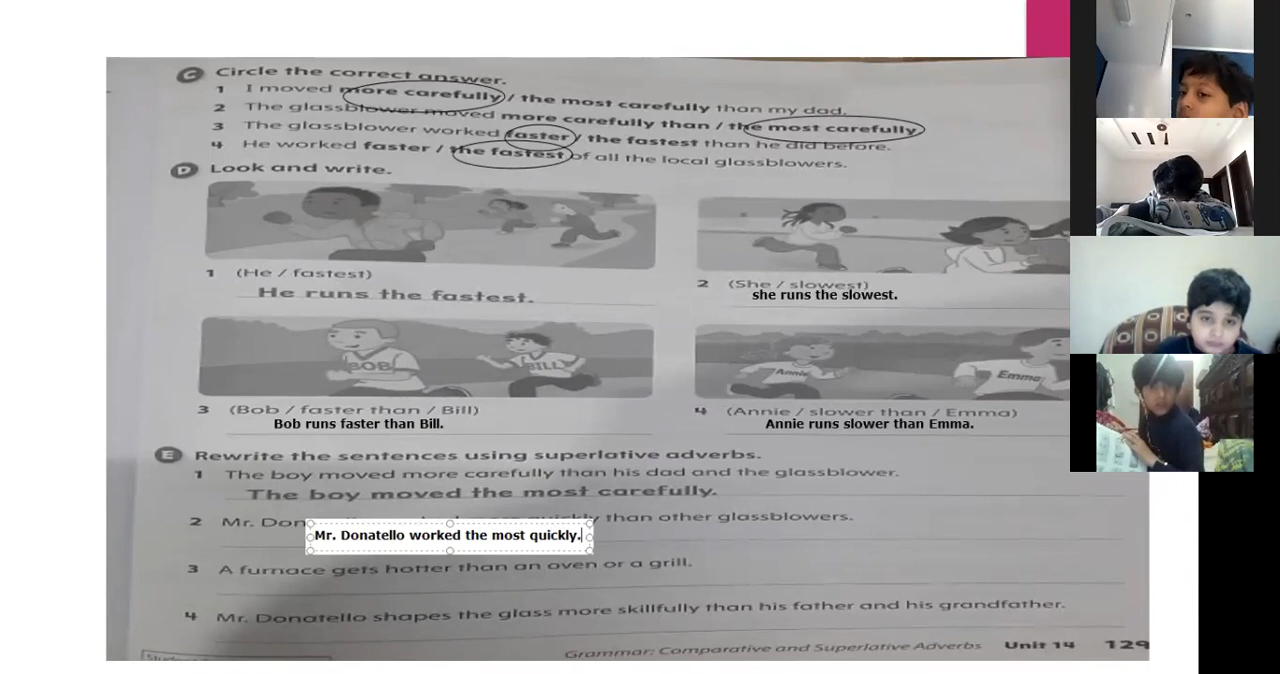 C Circle the correct answer.
1 I moved more carefully / the most carefully than my dad.
2 The glassblower moved more carefully than / the most carefully
3 The glassblower worked faster / the fastest than he did before.
4 He worked faster / the fastest of all the local glassblowers.
D Look and write.
1 (He / fastest)
He runs the fastest.
2 (She / slowest)
she runs the slowest.
BOB
BILL
Annie
Emma
3 (Bob / faster than / Bill)
Bob runs faster than Bill.
4 (Annie / slower than / Emma)
Annie runs slower than Emma.
E Rewrite the sentences using superlative adverbs.
1 The boy moved more carefully than his dad and the glassblower.
The boy moved the most carefully.
2 Mr. quickly than other glassblowers.
Mr. Donatello worked the most quickly.
3 A furnace gets hotter than an oven or a grill.
4 Mr. Donatello shapes the glass more skillfully than his father and his grandfather.
Grammar: Comparative and Superlative Adverbs Unit 14 129